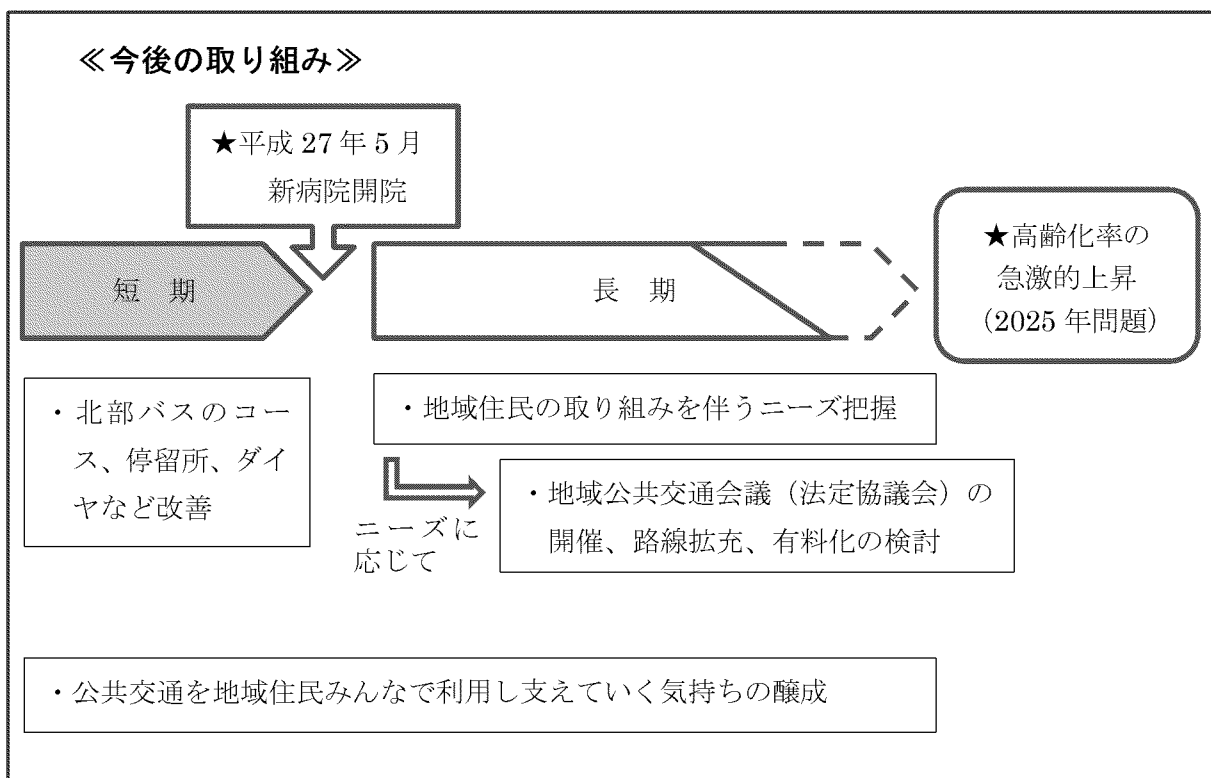 ≪今後の取り組み≫
★平成 27 年 5 月
新病院開院
短 期
長 期
★高齢化率の
急激的上昇
(2025 年問題)
・北部バスのコー
ス、停留所、ダイ
ヤなど改善
・地域住民の取り組みを伴うニーズ把握
ニーズに
応じて
・地域公共交通会議（法定協議会）の
開催、路線拡充、有料化の検討
・公共交通を地域住民みんなで利用し支えていく気持ちの醸成